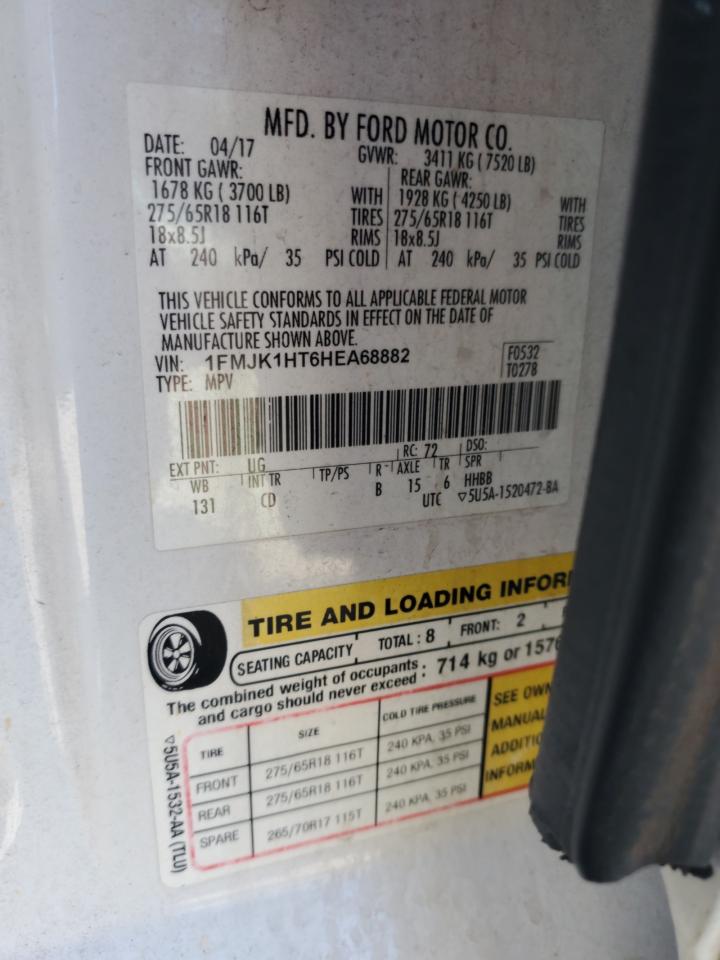 MFD. BY FORD MOTOR CO.
DATE: 04/17 GVWR: 3411 KG ( 7520 LB)
FRONT GAWR: REAR GAWR:
1678 KG ( 3700 LB) WITH 1928 KG ( 4250 LB) WITH
275/65R18 116T TIRES 275/65R18 116T TIRES
18x8.5J RIMS 18x8.5J RIMS
AT 240 kPa/ 35 PSI COLD AT 240 kPa/ 35 PSI COLD
THIS VEHICLE CONFORMS TO ALL APPLICABLE FEDERAL MOTOR
VEHICLE SAFETY STANDARDS IN EFFECT ON THE DATE OF
MANUFACTURE SHOWN ABOVE.
VIN: 1FMJK1HT6HEA68882 F0532
TYPE: MPV T0278
EXT PNT: UG RC: 72 DSO:
WB INT TR TP/PS R AXLE TR SPR
131 CD B 15 6 HHBB
UTC ▽5U5A-1520472-BA
TIRE AND LOADING INFOR
SEATING CAPACITY TOTAL : 8 FRONT: 2
The combined weight of occupants : 714 kg or 1576
and cargo should never exceed
TIRE SIZE COLD TIRE PRESSURE SEE OWN
FRONT 275/65R18 116T 240 KPA, 35 PSI MANUAL
REAR 275/65R18 116T 240 KPA, 35 PSI ADDITIO
SPARE 265/70R17 115T 240 KPA, 35 PSI INFORM
▽5U5A-1532-AA (TLU)